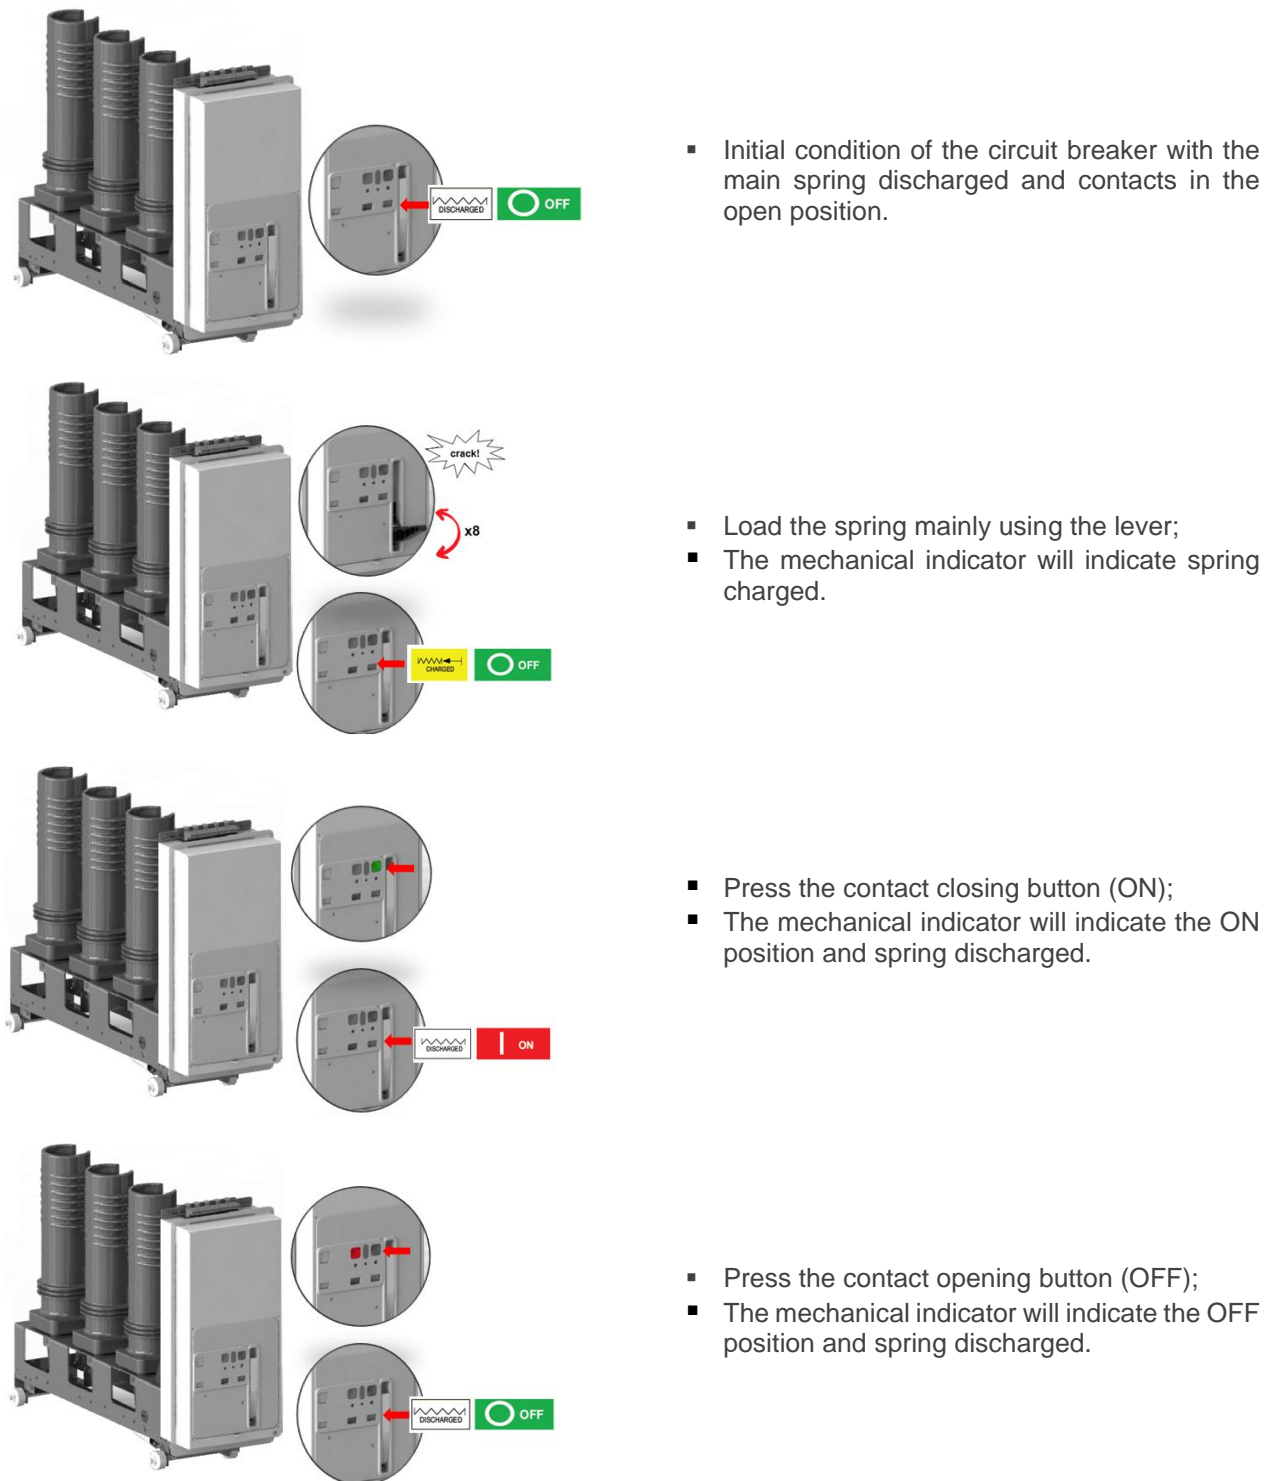 DISCHARGED
OFF
▪ Initial condition of the circuit breaker with the
main spring discharged and contacts in the
open position.
crack!
x8
CHARGED
OFF
▪ Load the spring mainly using the lever;
▪ The mechanical indicator will indicate spring
charged.
DISCHARGED
ON
▪ Press the contact closing button (ON);
▪ The mechanical indicator will indicate the ON
position and spring discharged.
DISCHARGED
OFF
▪ Press the contact opening button (OFF);
▪ The mechanical indicator will indicate the OFF
position and spring discharged.